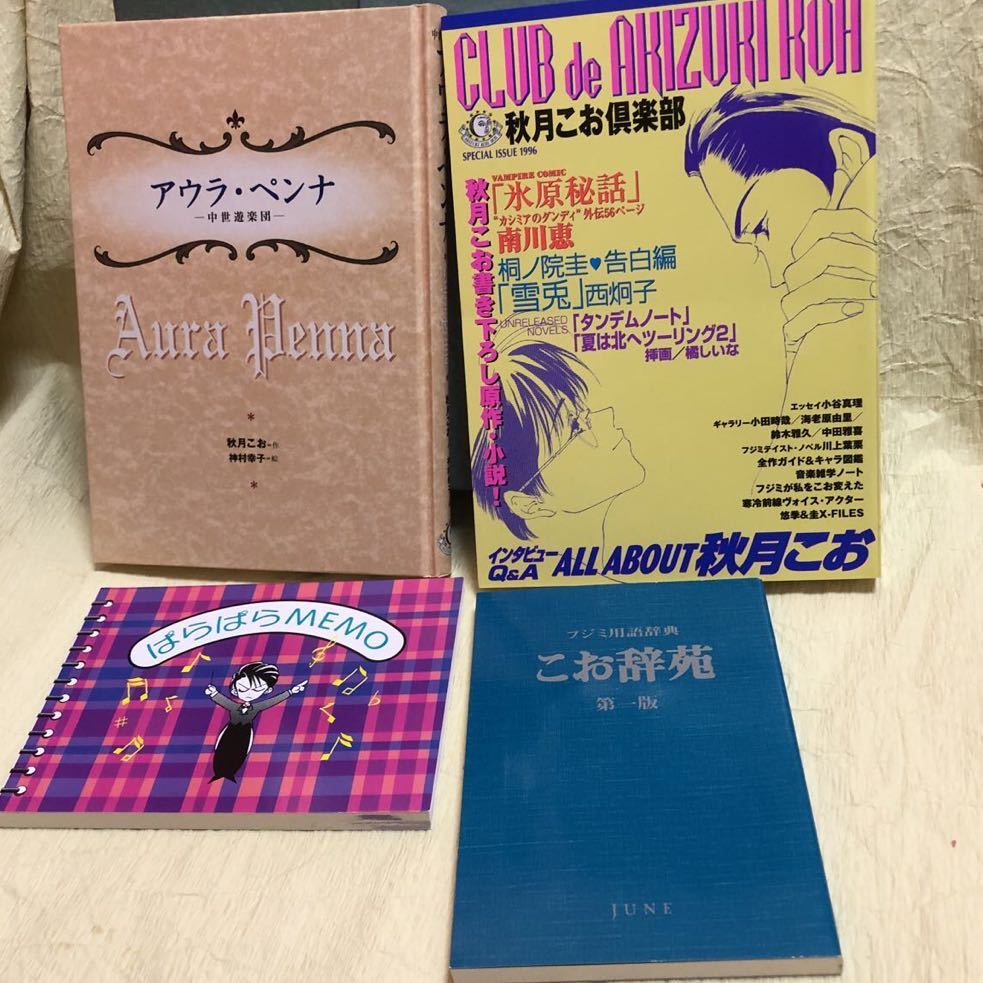 アウラ・ペンナ
―中世遊楽団―
Aura Penna
*
秋月こお=作
神村幸子=絵
*
CLUB de AKIZUKI KOH
秋月こお倶楽部
SPECIAL ISSUE 1996
秋月こお書き下ろし原作・小説!
VAMPIRE COMIC
「氷原秘話」
"カシミアのダンディ"外伝56ページ
南川恵
桐ノ院圭♥告白編
「雪兎」西炯子
UNRELEASED NOVELS.
「タンデムノート」
「夏は北へツーリング2」
挿画/橘しいな
エッセイ小谷真理
ギャラリー小田時哉/海老原由里/
鈴木雅久/中田雅喜
フジミテイスト・ノベル川上葉栗
全作ガイド&キャラ図鑑
音楽雑学ノート
フジミが私をこお変えた
寒冷前線ヴォイス・アクター
悠季&圭X-FILES
インタビュー
Q&A
ALL ABOUT 秋月こお
ぱらぱらMEMO
フジミ用語辞典
こお辞苑
第一版
JUNE